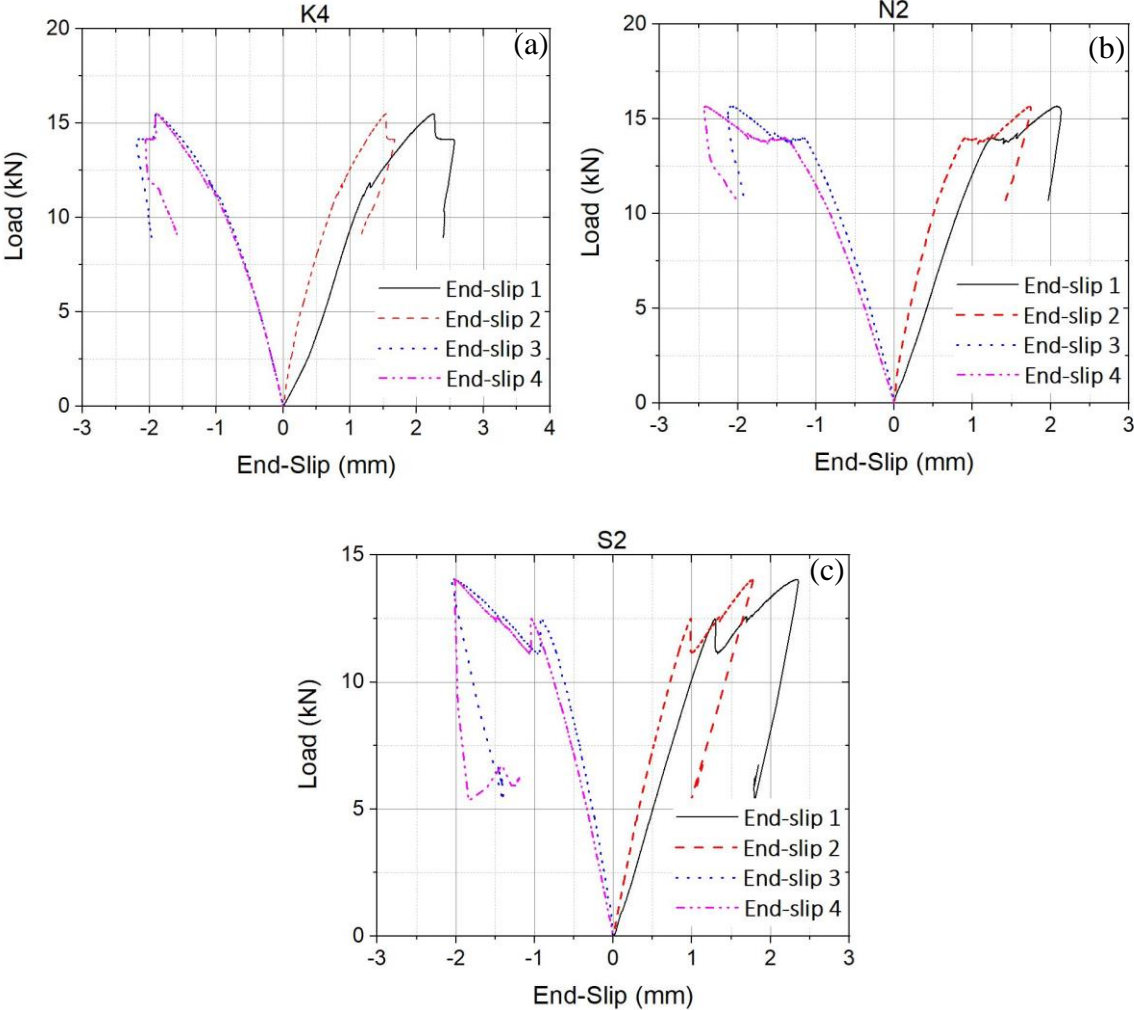 K4
(a)
20
15
10
5
0
Load (kN)
-3 -2 -1 0 1 2 3 4
End-Slip (mm)
End-slip 1
End-slip 2
End-slip 3
End-slip 4
N2
(b)
20
15
10
5
0
Load (kN)
-3 -2 -1 0 1 2 3
End-Slip (mm)
End-slip 1
End-slip 2
End-slip 3
End-slip 4
S2
(c)
15
10
5
0
Load (kN)
-3 -2 -1 0 1 2 3
End-Slip (mm)
End-slip 1
End-slip 2
End-slip 3
End-slip 4